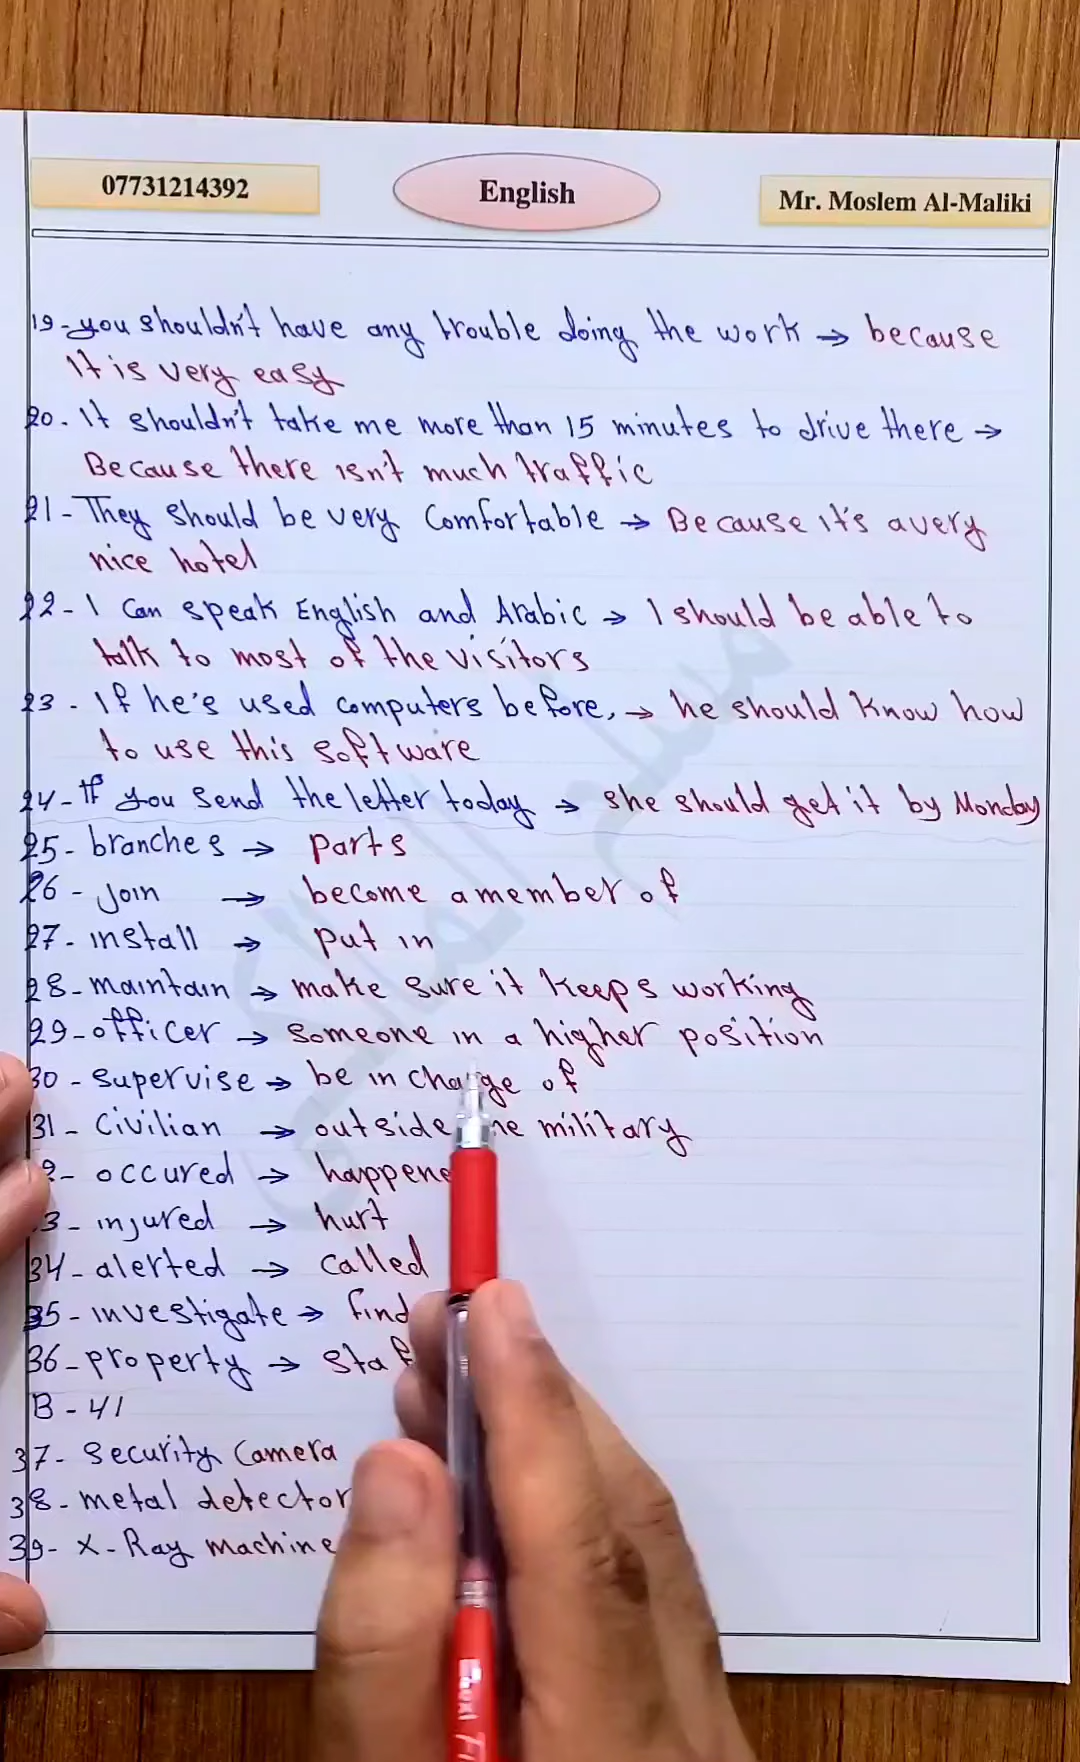 07731214392
English
Mr. Moslem Al-Maliki
19-you shouldn't have any trouble doing the work → because
It is very easy
20. It shouldn't take me more than 15 minutes to drive there →
Because there isn't much traffic
21- They should be very comfortable → Because it's a very
nice hotel
22- I can speak English and Arabic → I should be able to
talk to most of the visitors
23. If he's used computers before, → he should know how
to use this software
24- If you send the letter today → she should get it by Monday
25- branches → parts
26- Join → become a member of
27- install → put in
28- maintain → make sure it keeps working
29- officer → someone in a higher position
30- supervise → be in charge of
31- Civilian → outside military
occured → happene
injured → hurt
34- alerted → called
35- investigate → find
36- property →
B - 41
37- Security Camera
38- metal detector
39- X-Ray machine
مسلم المالكي